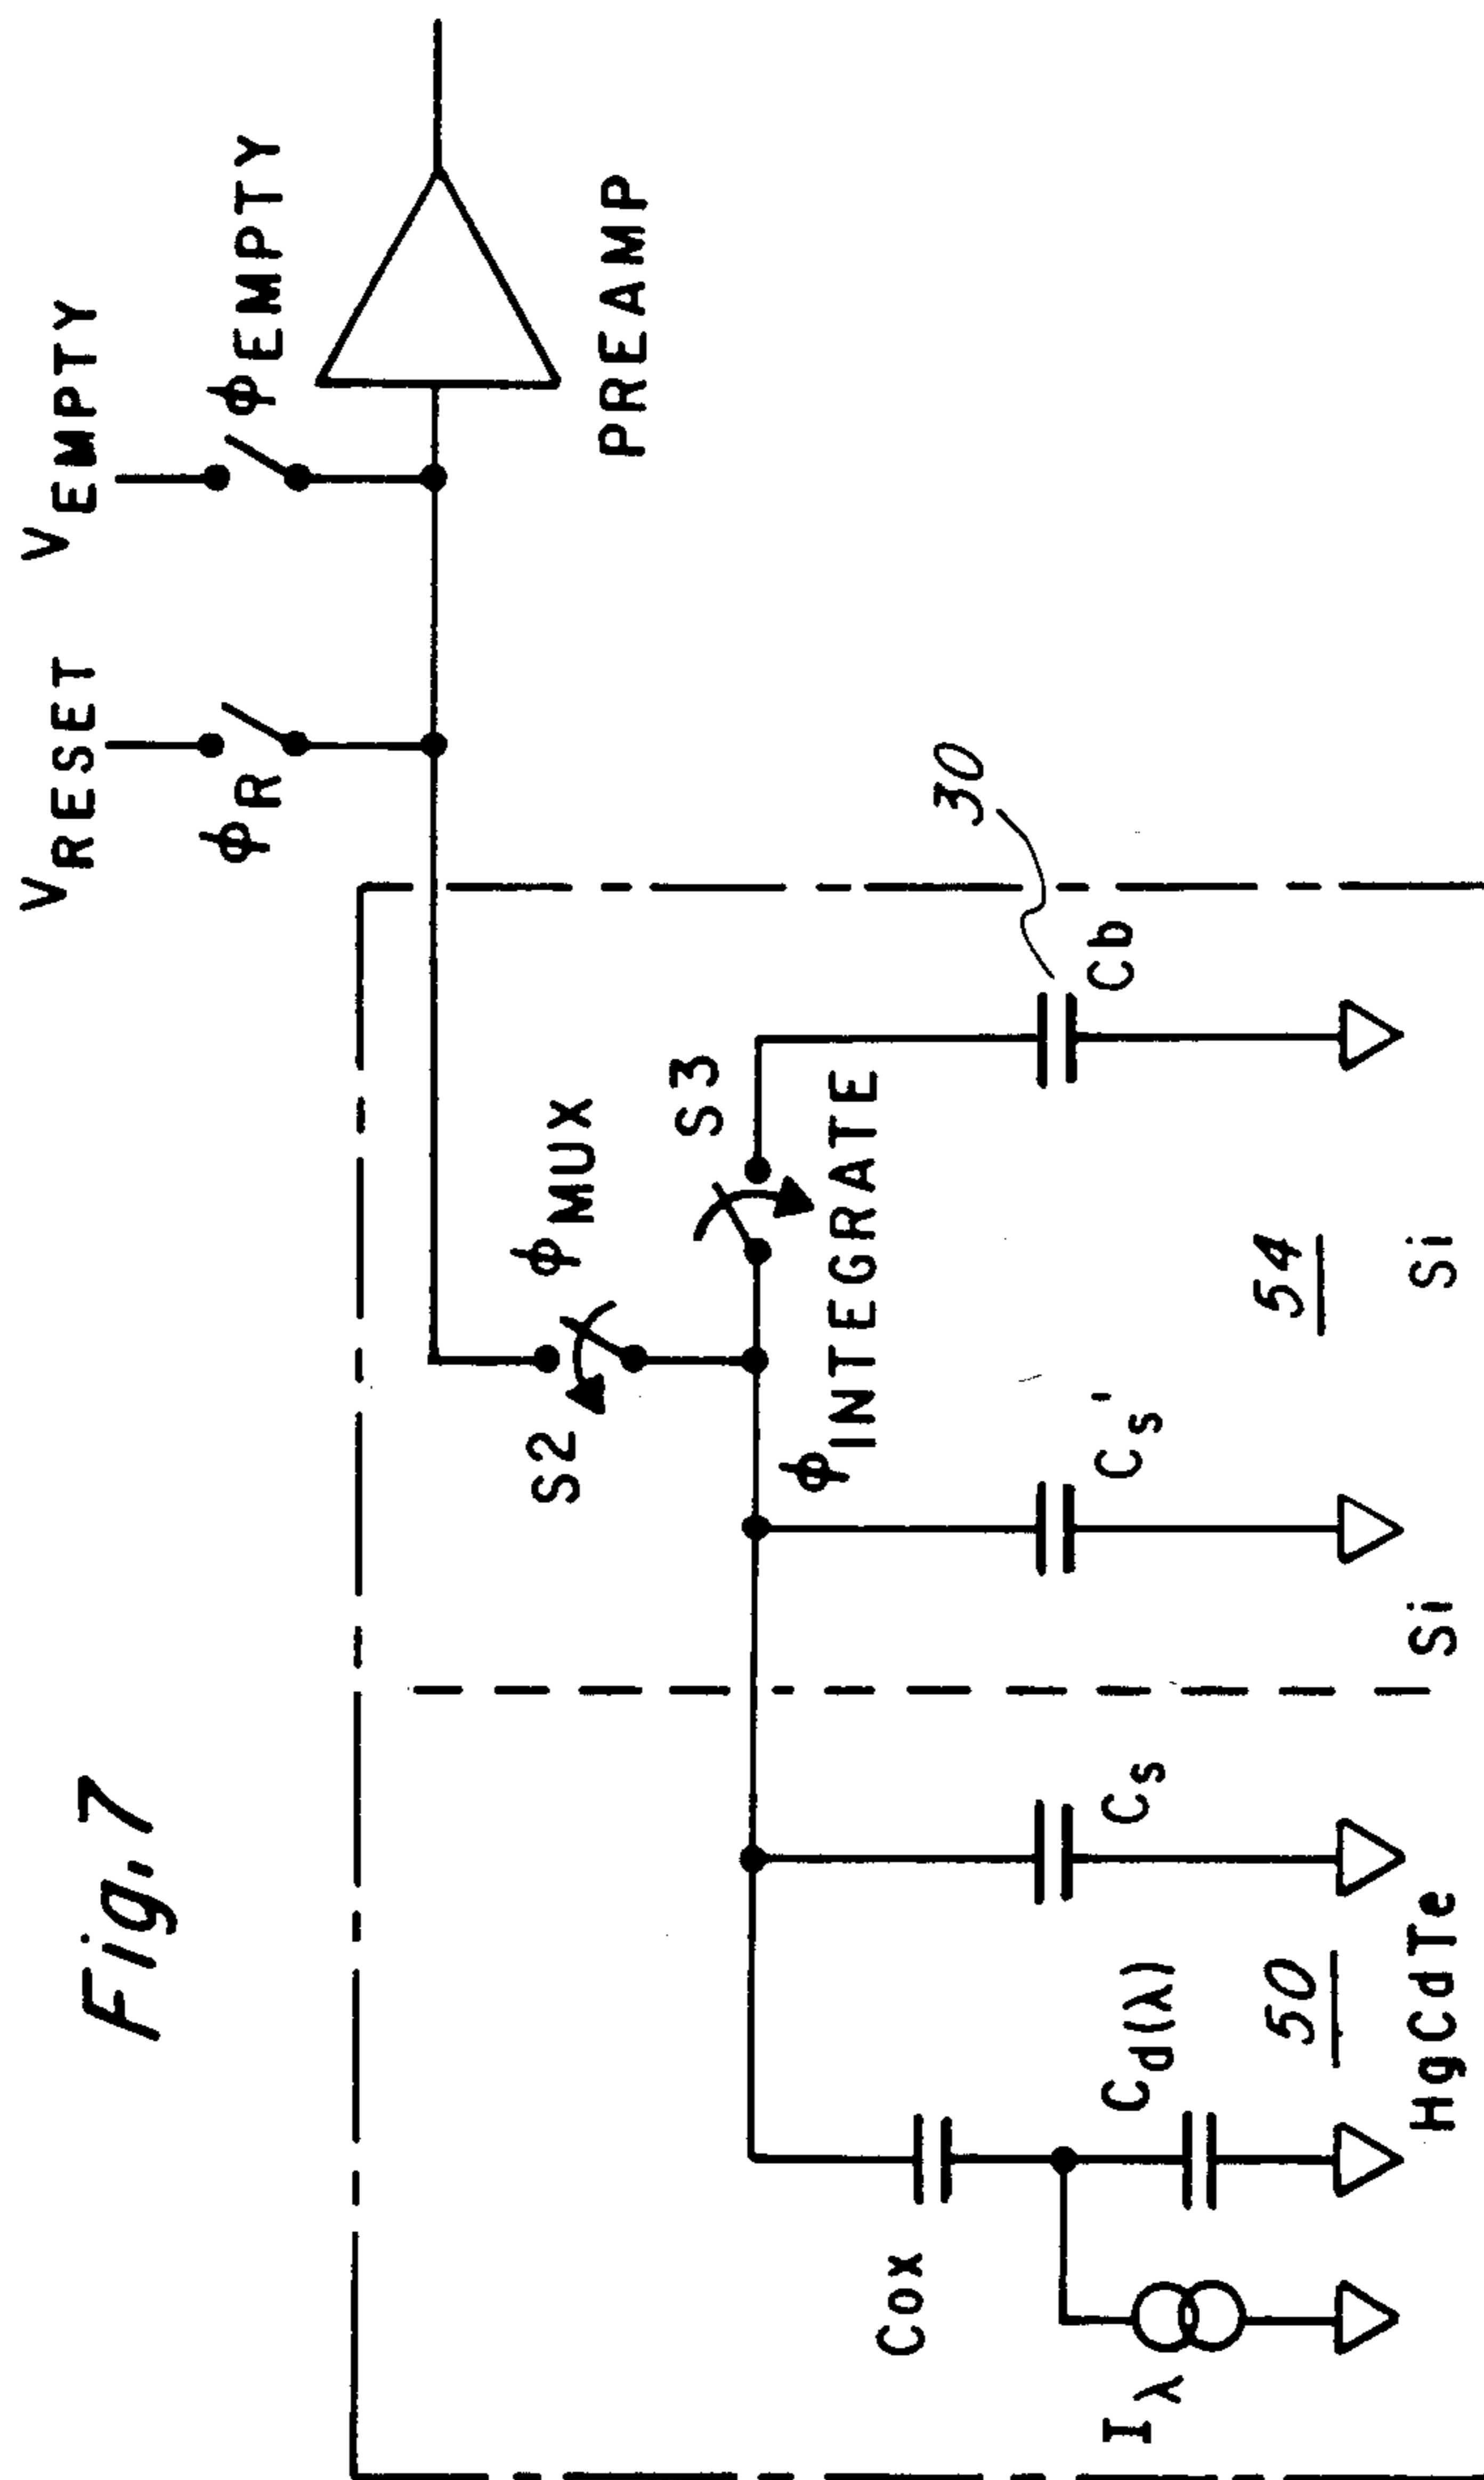 Fig. 7
VRESET
VEMPTY
φR
φEMPTY
PREAMP
S2
φMUX
S3
φINTEGRATE
30
Cox
Iλ
Cd(λ)
Cs
Cs'
Cb
50
54
HgCdTe
Si
Si